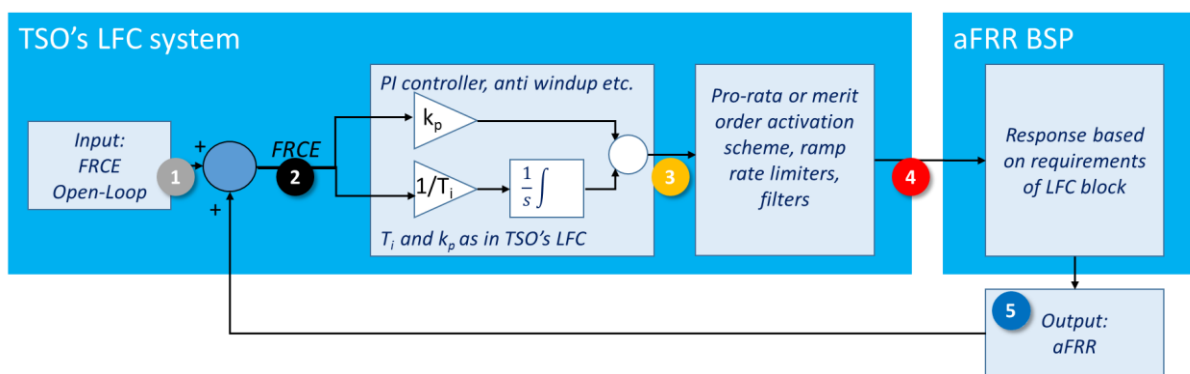 TSO's LFC system
aFRR BSP
Input:
FRCE
Open-Loop
1
+
+
FRCE
2
PI controller, anti windup etc.
kp
1/Ti
1/s ∫
Ti and kp as in TSO's LFC
3
Pro-rata or merit
order activation
scheme, ramp
rate limiters,
filters
4
Response based
on requirements
of LFC block
5
Output:
aFRR